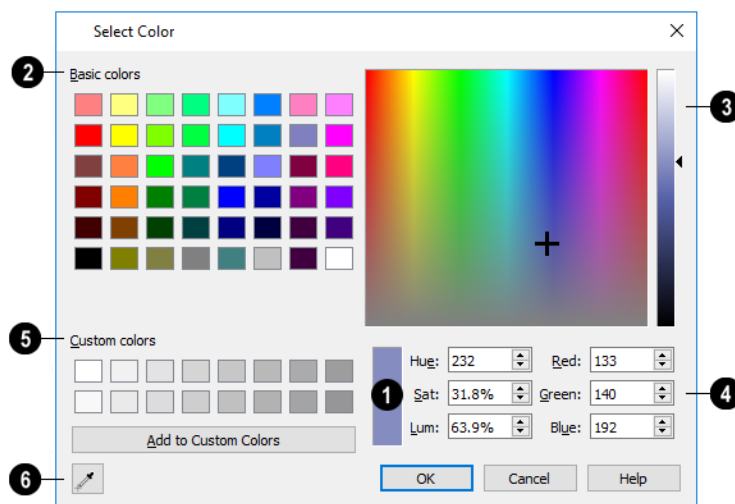 Select Color
2
Basic colors
3
5
Custom colors
Add to Custom Colors
6
1
Hue: 232 Red: 133
Sat: 31.8% Green: 140
Lum: 63.9% Blue: 192
4
OK Cancel Help